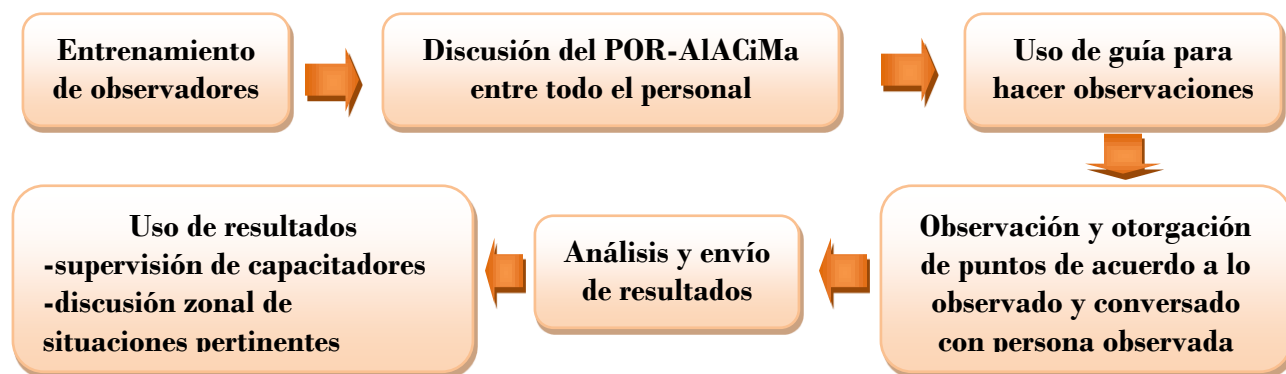 Entrenamiento
de observadores
Discusión del POR-AlACiMa
entre todo el personal
Uso de guía para
hacer observaciones
Observación y otorgación
de puntos de acuerdo a lo
observado y conversado
con persona observada
Análisis y envío
de resultados
Uso de resultados
-supervisión de capacitadores
-discusión zonal de
situaciones pertinentes